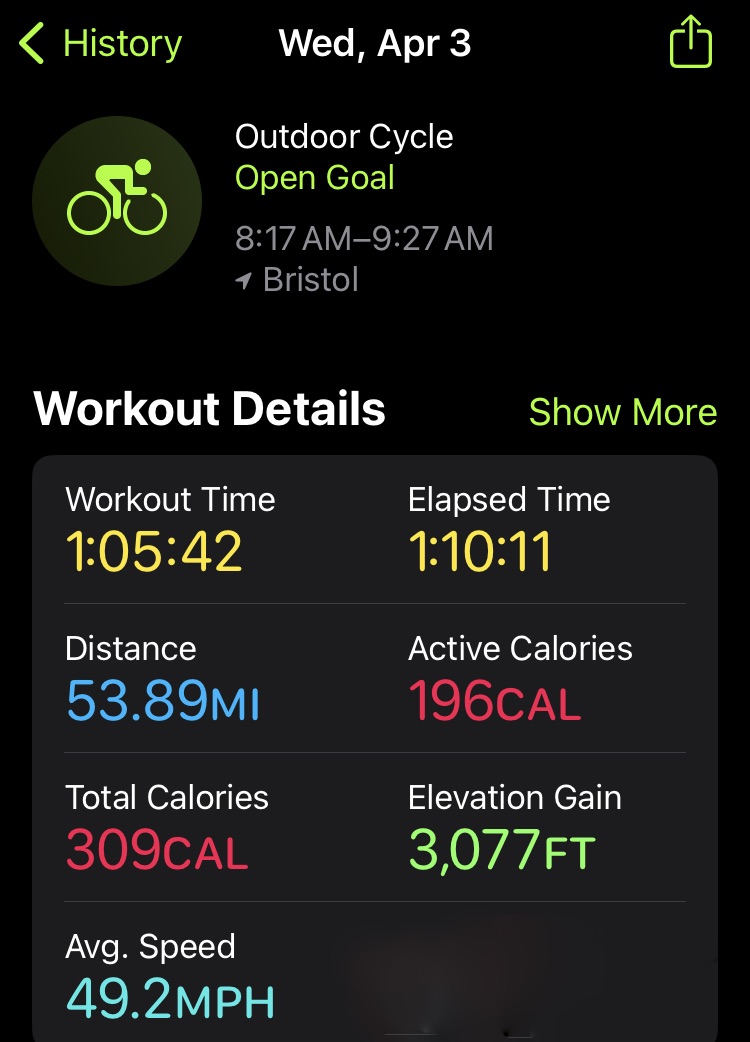 History
Wed, Apr 3
Outdoor Cycle
Open Goal
8:17 AM–9:27 AM
Bristol
Workout Details
Show More
Workout Time
Elapsed Time
1:05:42
1:10:11
Distance
Active Calories
53.89MI
196CAL
Total Calories
Elevation Gain
309CAL
3,077FT
Avg. Speed
49.2MPH